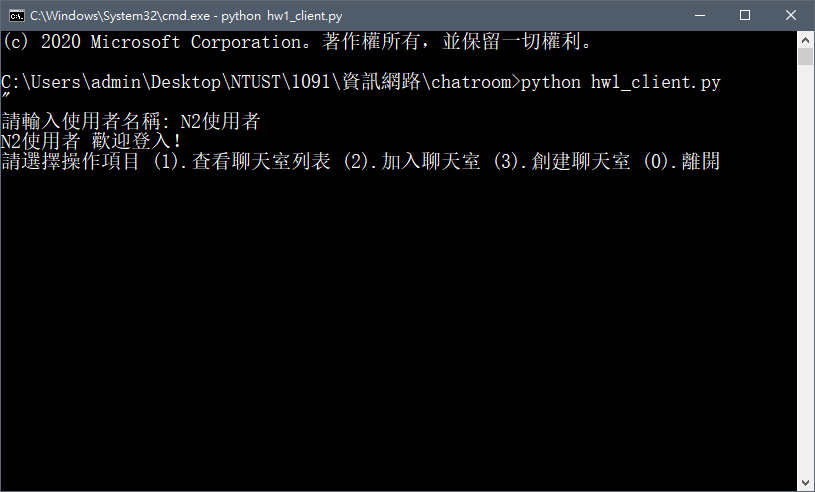 C:\Windows\System32\cmd.exe - python hw1_client.py
(c) 2020 Microsoft Corporation。著作權所有，並保留一切權利。
C:\Users\admin\Desktop\NTUST\1091\資訊網路\chatroom>python hw1_client.py
"
請輸入使用者名稱: N2使用者
N2使用者 歡迎登入!
請選擇操作項目 (1).查看聊天室列表 (2).加入聊天室 (3).創建聊天室 (0).離開